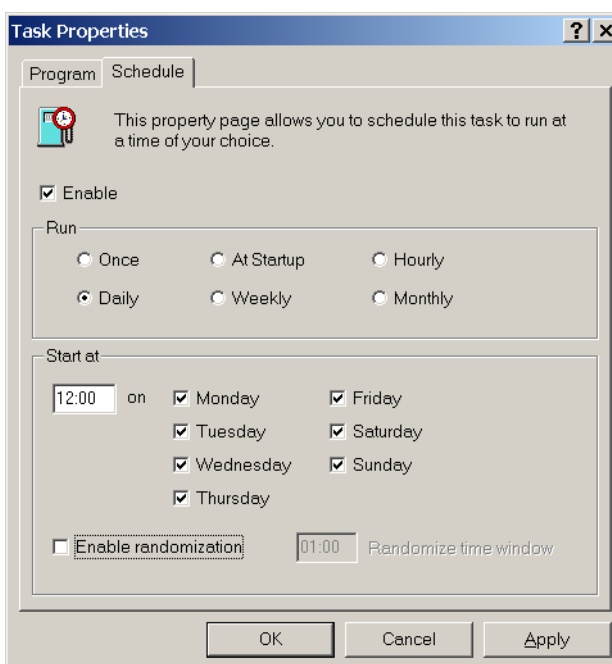 Task Properties
Program Schedule
This property page allows you to schedule this task to run at
a time of your choice.
Enable
Run
Once At Startup Hourly
Daily Weekly Monthly
Start at
12:00 on Monday Friday
Tuesday Saturday
Wednesday Sunday
Thursday
Enable randomization 01:00 Randomize time window
OK Cancel Apply